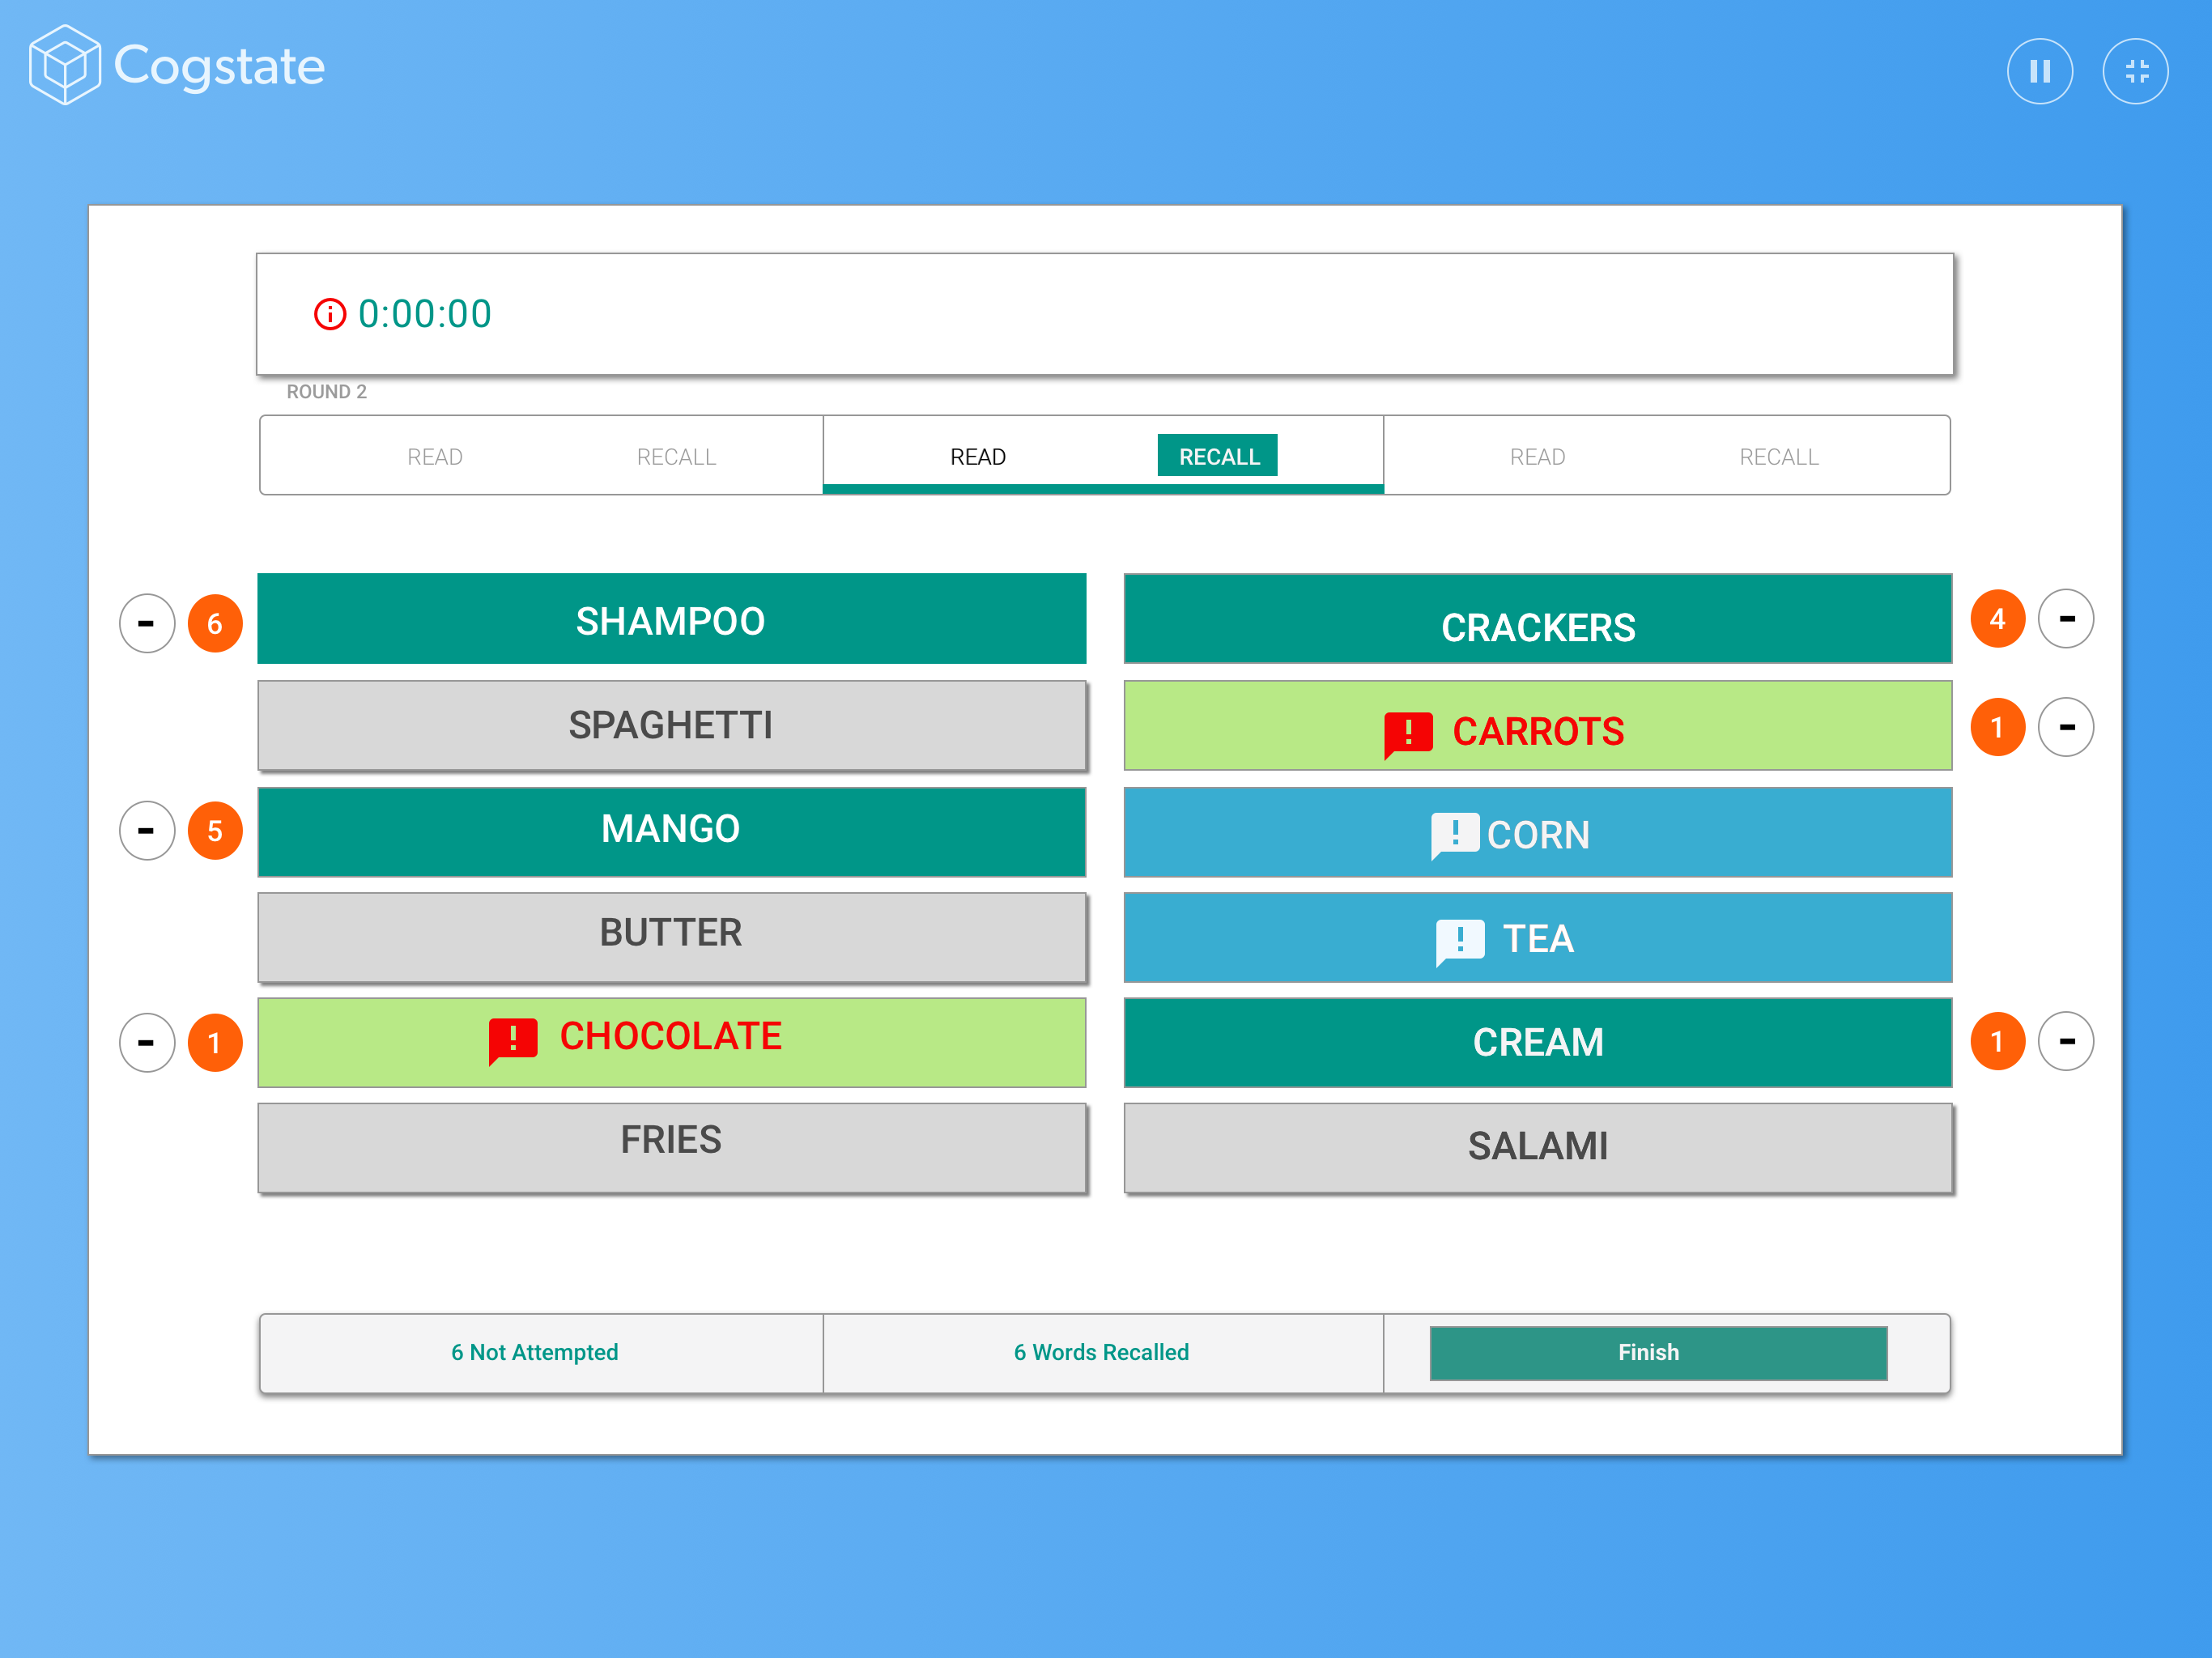 Cogstate
0:00:00
ROUND 2
READ RECALL READ RECALL READ RECALL
- 6 SHAMPOO CRACKERS 4 -
SPAGHETTI CARROTS 1 -
- 5 MANGO CORN
BUTTER TEA
- 1 CHOCOLATE CREAM 1 -
FRIES SALAMI
6 Not Attempted 6 Words Recalled Finish